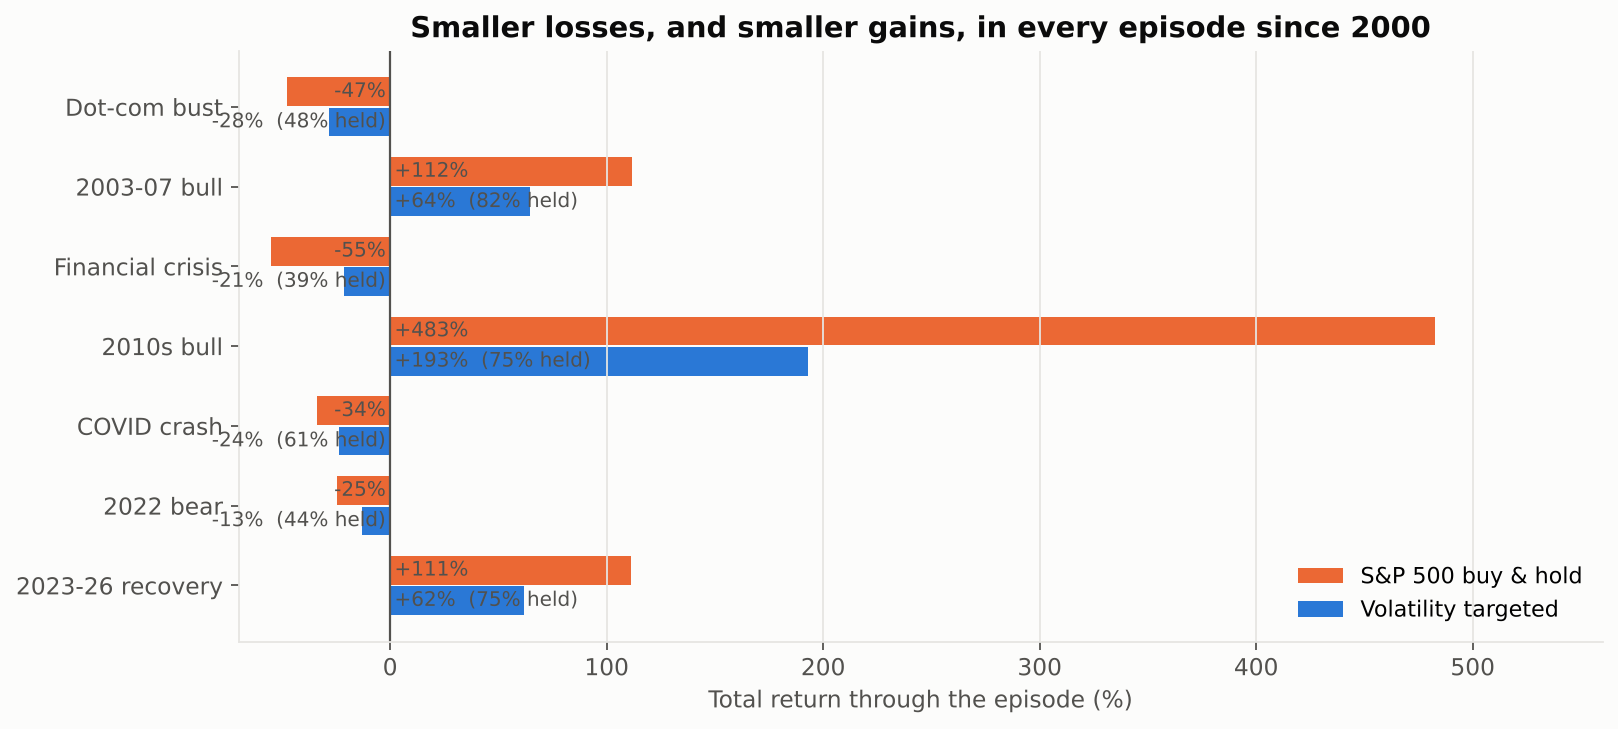 Smaller losses, and smaller gains, in every episode since 2000
Dot-com bust
-47%
-28% (48% held)
2003-07 bull
+112%
+64% (82% held)
Financial crisis
-55%
-21% (39% held)
2010s bull
+483%
+193% (75% held)
COVID crash
-34%
-24% (61% held)
2022 bear
-25%
-13% (44% held)
2023-26 recovery
+111%
+62% (75% held)
S&P 500 buy & hold
Volatility targeted
0 100 200 300 400 500
Total return through the episode (%)